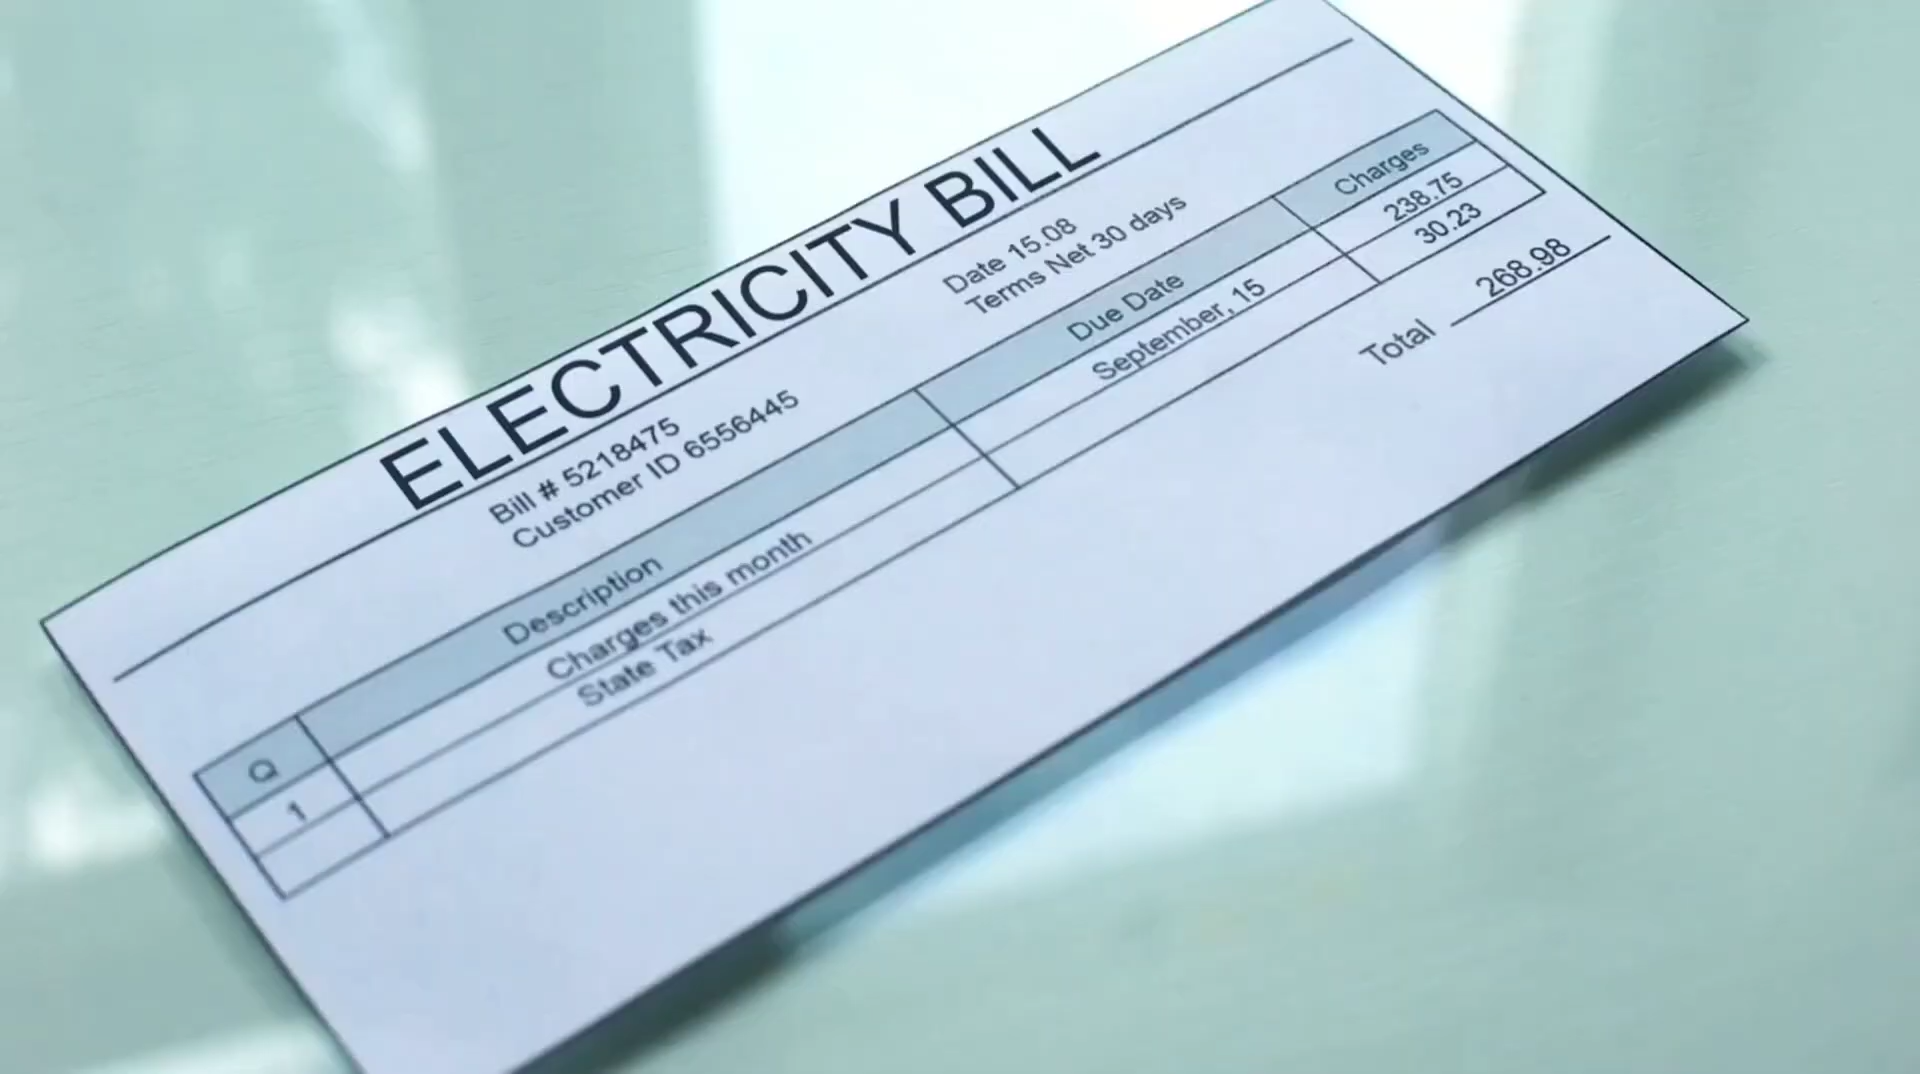 ELECTRICITY BILL
Bill # 5218475
Customer ID 6556445
Date 15.08
Terms Net 30 days
Q Description Due Date Charges
1 Charges this month September, 15 238.75
State Tax 30.23
Total 268.98